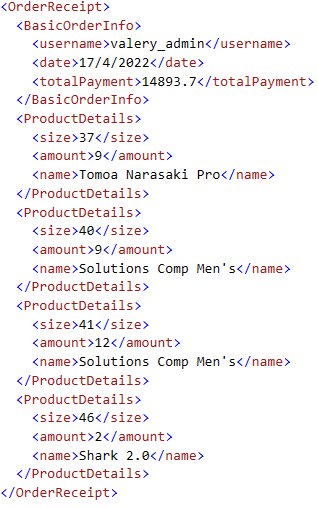 <OrderReceipt>
<BasicOrderInfo>
<username>valery_admin</username>
<date>17/4/2022</date>
<totalPayment>14893.7</totalPayment>
</BasicOrderInfo>
<ProductDetails>
<size>37</size>
<amount>9</amount>
<name>Tomoa Narasaki Pro</name>
</ProductDetails>
<ProductDetails>
<size>40</size>
<amount>9</amount>
<name>Solutions Comp Men's</name>
</ProductDetails>
<ProductDetails>
<size>41</size>
<amount>12</amount>
<name>Solutions Comp Men's</name>
</ProductDetails>
<ProductDetails>
<size>46</size>
<amount>2</amount>
<name>Shark 2.0</name>
</ProductDetails>
</OrderReceipt>